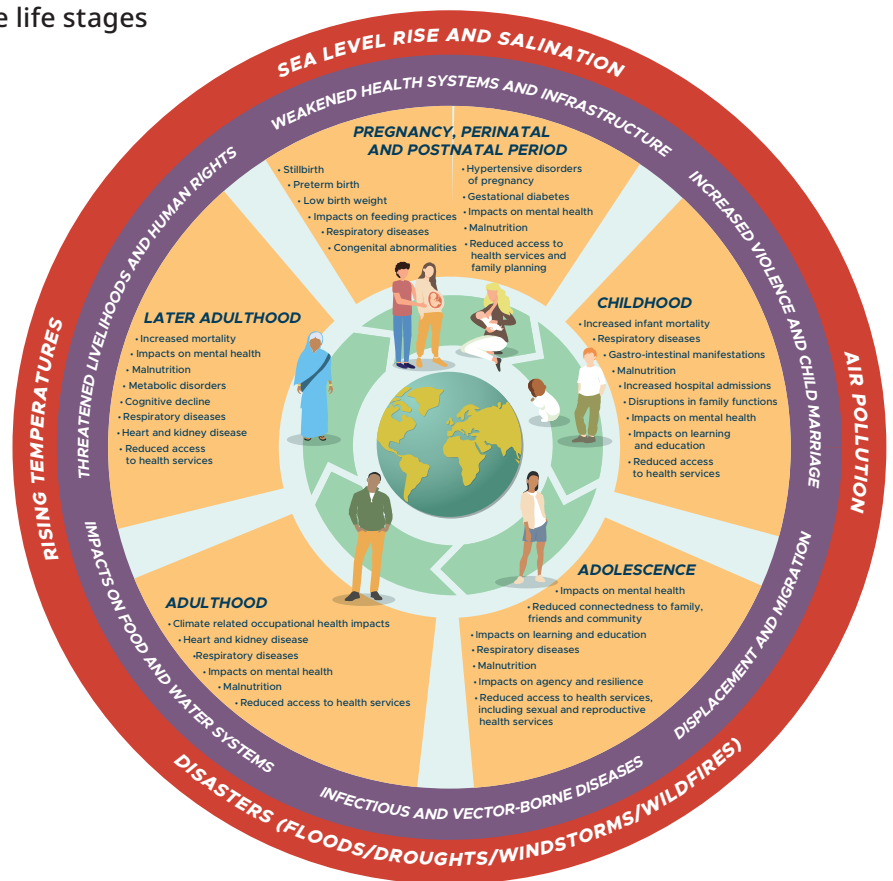 e life stages
SEA LEVEL RISE AND SALINATION
AIR POLLUTION
DISASTERS (FLOODS/DROUGHTS/WINDSTORMS/WILDFIRES)
RISING TEMPERATURES
WEAKENED HEALTH SYSTEMS AND INFRASTRUCTURE
INCREASED VIOLENCE AND CHILD MARRIAGE
DISPLACEMENT AND MIGRATION
INFECTIOUS AND VECTOR-BORNE DISEASES
IMPACTS ON FOOD AND WATER SYSTEMS
THREATENED LIVELIHOODS AND HUMAN RIGHTS
PREGNANCY, PERINATAL
AND POSTNATAL PERIOD
• Stillbirth
• Preterm birth
• Low birth weight
• Impacts on feeding practices
• Respiratory diseases
• Congenital abnormalities
• Hypertensive disorders
of pregnancy
• Gestational diabetes
• Impacts on mental health
• Malnutrition
• Reduced access to
health services and
family planning
CHILDHOOD
• Increased infant mortality
• Respiratory diseases
• Gastro-intestinal manifestations
• Malnutrition
• Increased hospital admissions
• Disruptions in family functions
• Impacts on mental health
• Impacts on learning
and education
• Reduced access
to health services
ADOLESCENCE
• Impacts on mental health
• Reduced connectedness to family,
friends and community
• Impacts on learning and education
• Respiratory diseases
• Malnutrition
• Impacts on agency and resilience
• Reduced access to health services,
including sexual and reproductive
health services
ADULTHOOD
• Climate related occupational health impacts
• Heart and kidney disease
•Respiratory diseases
• Impacts on mental health
• Malnutrition
• Reduced access to health services
LATER ADULTHOOD
• Increased mortality
• Impacts on mental health
• Malnutrition
• Metabolic disorders
• Cognitive decline
• Respiratory diseases
• Heart and kidney disease
• Reduced access
to health services